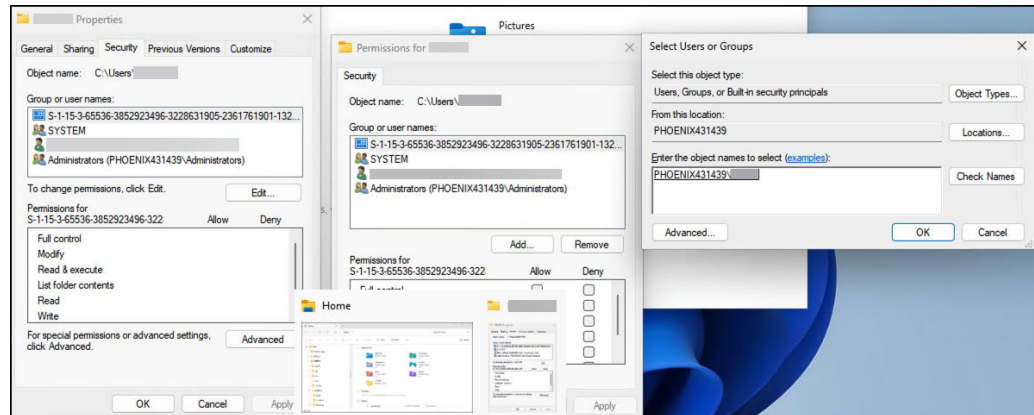 Properties
General Sharing Security Previous Versions Customize
Object name: C:\Users\
Group or user names:
S-1-15-3-65536-3852923496-3228631905-2361761901-132...
SYSTEM
Administrators (PHOENIX431439\Administrators)
To change permissions, click Edit.
Edit...
Permissions for
S-1-15-3-65536-3852923496-322 Allow Deny
Full control
Modify
Read & execute
List folder contents
Read
Write
For special permissions or advanced settings,
click Advanced.
Advanced
OK Cancel Apply
Pictures
Permissions for
Security
Object name: C:\Users\
Group or user names:
S-1-15-3-65536-3852923496-3228631905-2361761901-132...
SYSTEM
Administrators (PHOENIX431439\Administrators)
Add... Remove
Permissions for
S-1-15-3-65536-3852923496-322 Allow Deny
Full control
Home
Apply
Select Users or Groups
Select this object type:
Users, Groups, or Built-in security principals
Object Types...
From this location:
PHOENIX431439
Locations...
Enter the object names to select (examples):
PHOENIX431439\
Check Names
Advanced...
OK Cancel